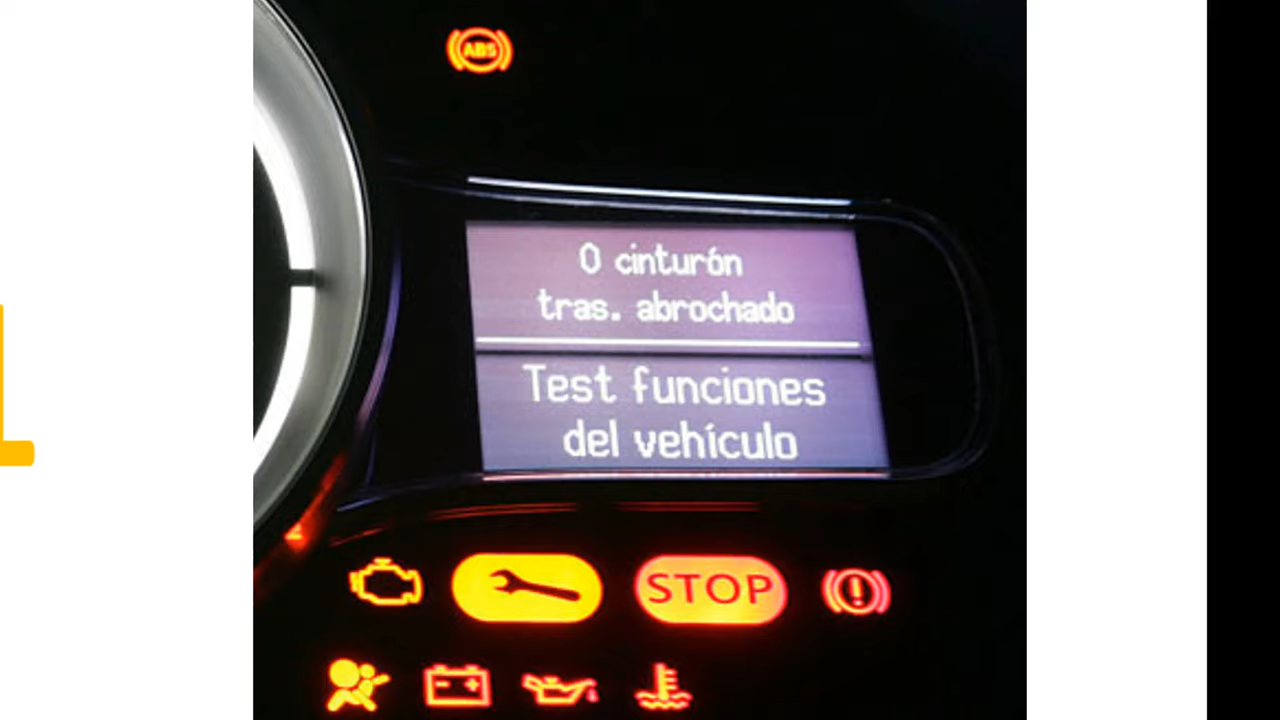 ABS
0 cinturón
tras. abrochado
Test funciones
del vehículo
STOP